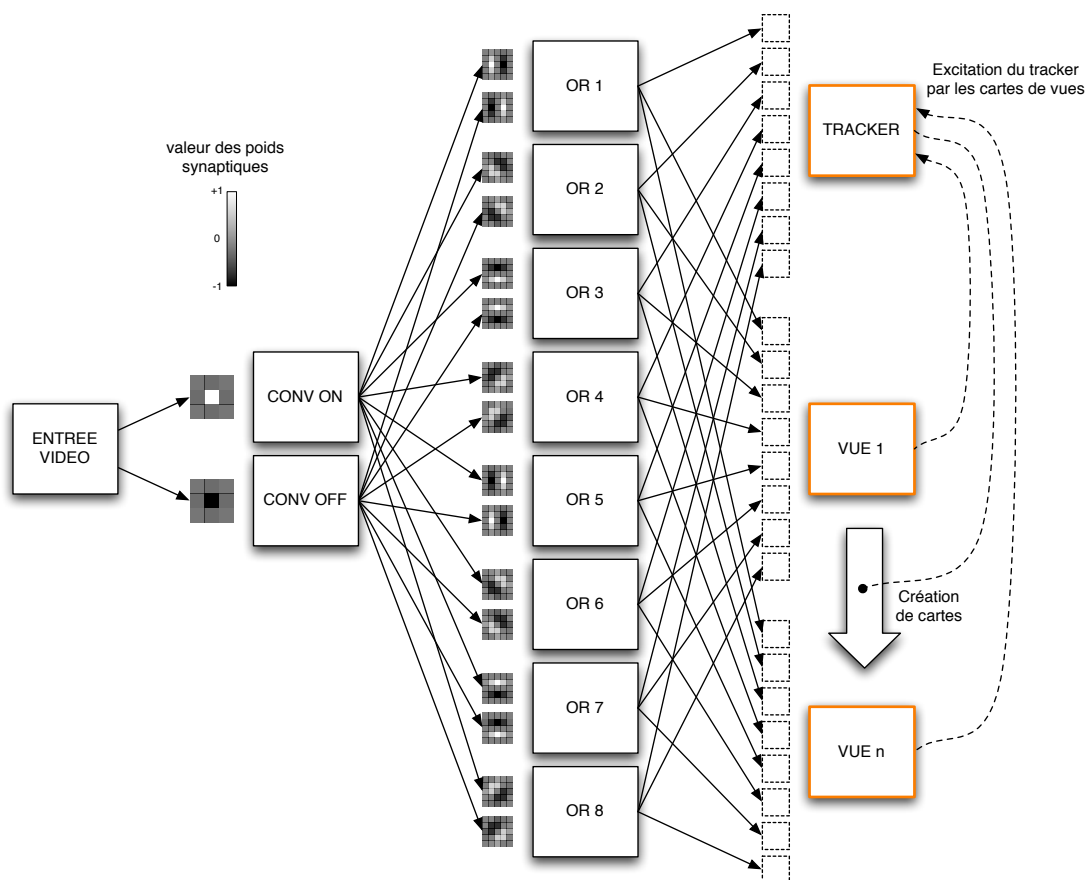 valeur des poids
synaptiques
+1
0
-1
ENTREE
VIDEO
CONV ON
CONV OFF
OR 1
OR 2
OR 3
OR 4
OR 5
OR 6
OR 7
OR 8
Excitation du tracker
par les cartes de vues
TRACKER
VUE 1
Création
de cartes
VUE n